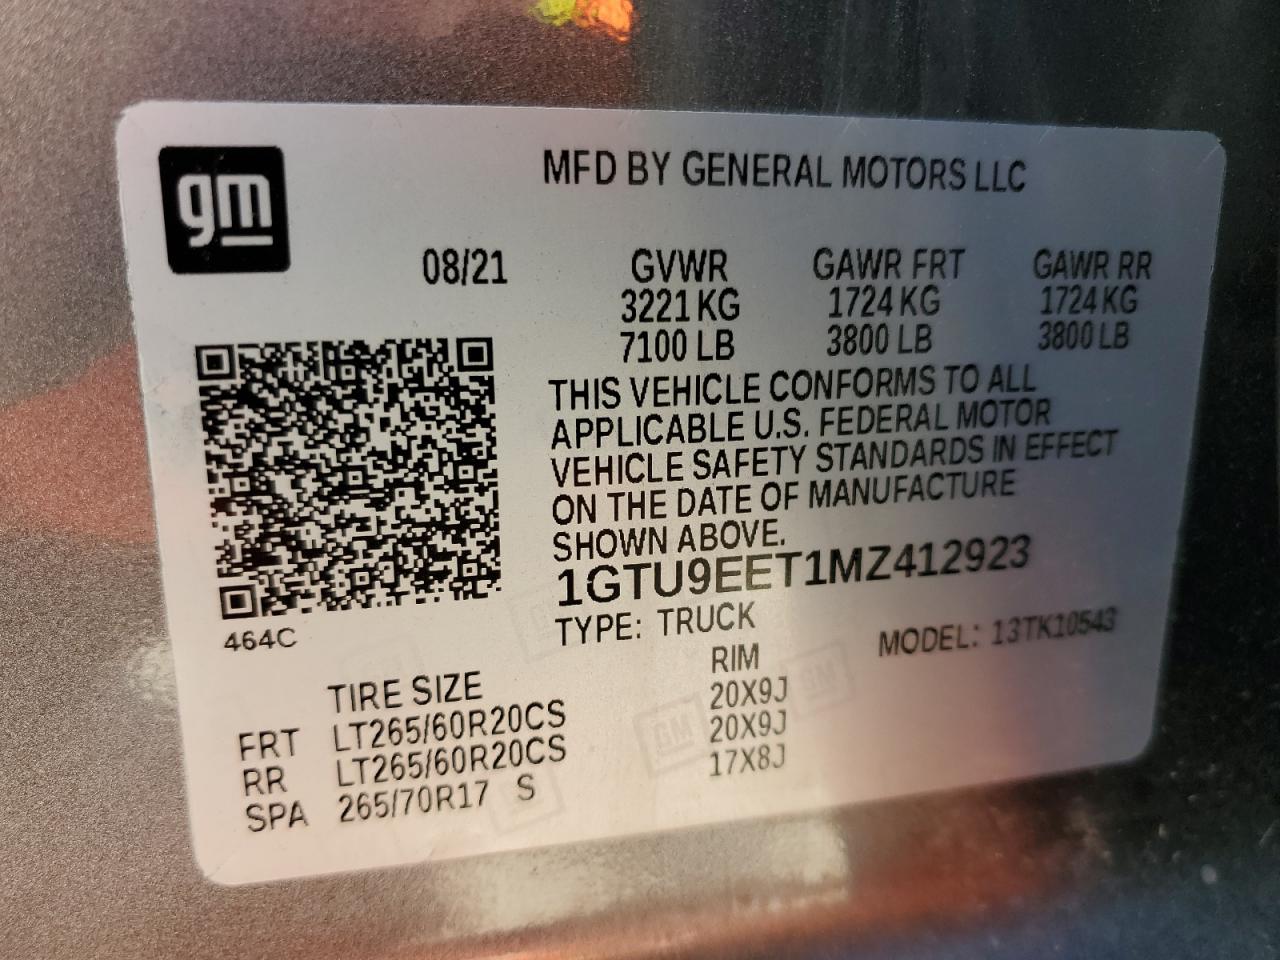 gm
MFD BY GENERAL MOTORS LLC
08/21 GVWR GAWR FRT GAWR RR
3221 KG 1724 KG 1724 KG
7100 LB 3800 LB 3800 LB
THIS VEHICLE CONFORMS TO ALL
APPLICABLE U.S. FEDERAL MOTOR
VEHICLE SAFETY STANDARDS IN EFFECT
ON THE DATE OF MANUFACTURE
SHOWN ABOVE.
1GTU9EET1MZ412923
464C
TYPE: TRUCK MODEL: 13TK10543
TIRE SIZE RIM
FRT LT265/60R20CS 20X9J
RR LT265/60R20CS 20X9J
SPA 265/70R17 S 17X8J
GM
GM